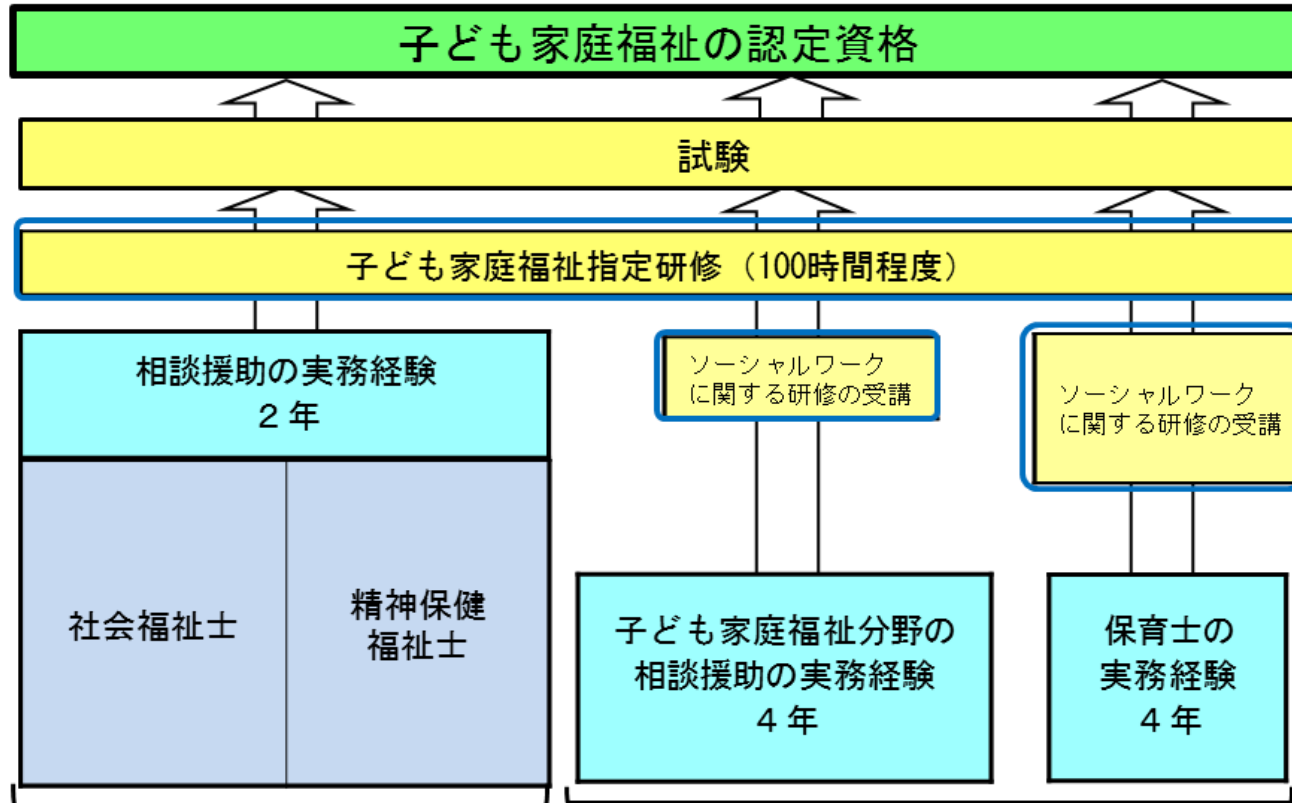 子ども家庭福祉の認定資格
試験
子ども家庭福祉指定研修（100時間程度）
相談援助の実務経験
２年
社会福祉士
精神保健
福祉士
ソーシャルワーク
に関する研修の受講
子ども家庭福祉分野の
相談援助の実務経験
４年
ソーシャルワーク
に関する研修の受講
保育士の
実務経験
４年